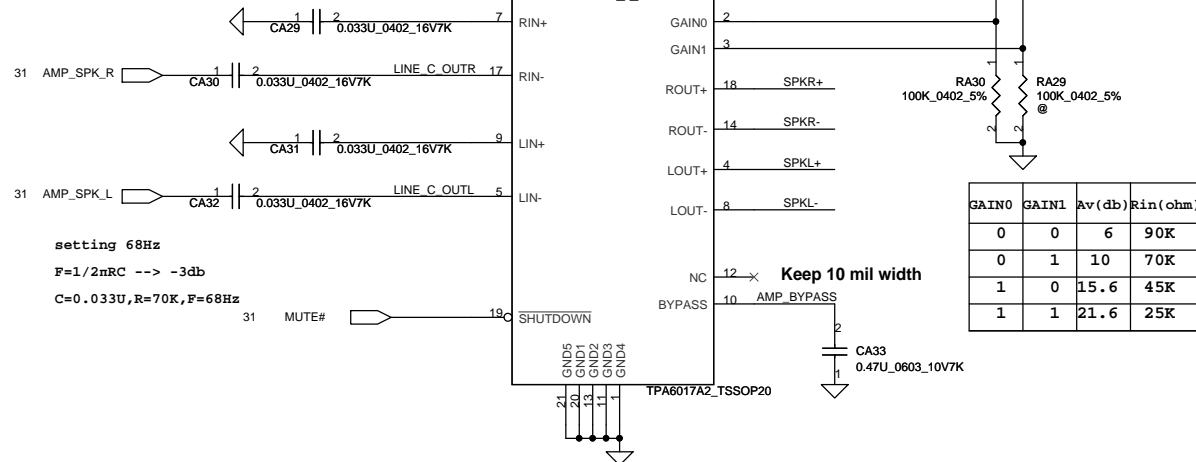 1 2 7 RIN+
CA29 0.033U_0402_16V7K
GAIN0 2
GAIN1 3
31 AMP_SPK_R 1 2 LINE_C_OUTR 17 RIN-
CA30 0.033U_0402_16V7K
ROUT+ 18 SPKR+
1 1
RA30 RA29
100K_0402_5% 100K_0402_5%
@
2 2
ROUT- 14 SPKR-
1 2 9 LIN+
CA31 0.033U_0402_16V7K
LOUT+ 4 SPKL+
31 AMP_SPK_L 1 2 LINE_C_OUTL 5 LIN-
CA32 0.033U_0402_16V7K
LOUT- 8 SPKL-
GAIN0 GAIN1 Av(db) Rin(ohm)
0 0 6 90K
0 1 10 70K
1 0 15.6 45K
1 1 21.6 25K
setting 68Hz
F=1/2πRC --> -3db
C=0.033U,R=70K,F=68Hz
NC 12 Keep 10 mil width
BYPASS 10 AMP_BYPASS
31 MUTE# 19 SHUTDOWN
2
CA33
0.47U_0603_10V7K
1
GND5 GND1 GND2 GND3 GND4
21 20 13 11 1
TPA6017A2_TSSOP20